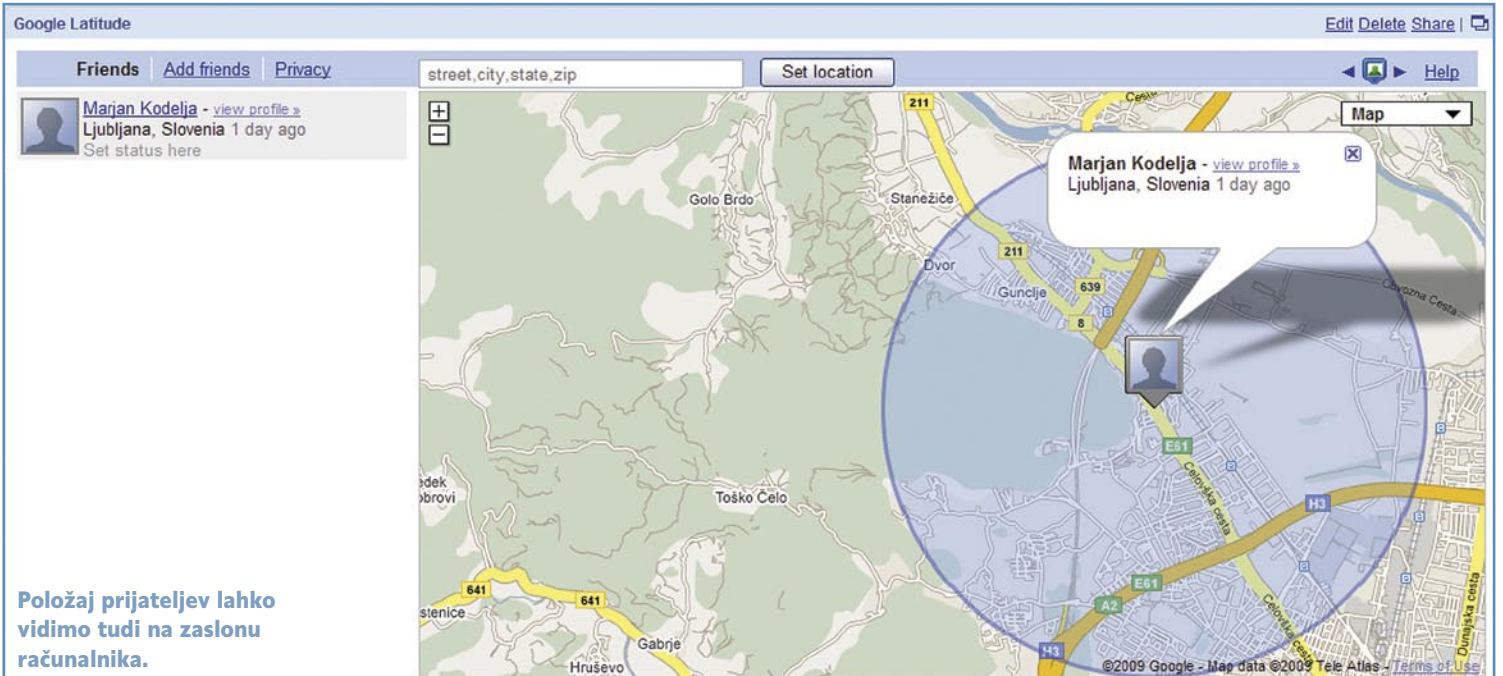 Google Latitude
Edit Delete Share |
Friends Add friends Privacy
street,city,state,zip
Set location
Help
Marjan Kodelja - view profile »
Ljubljana, Slovenia 1 day ago
Set status here
+
−
Map
Marjan Kodelja - view profile »
Ljubljana, Slovenia 1 day ago
211
Golo Brdo
Stanežiče
211
Dvor
Gunclje
639
8
Obvozna Cesta
E61
Celovška cesta
edek
obrovi
Toško Čelo
H3
E61
A2
641
641
stenice
Gabrje
Hruševo
H3
Celovška
Dunajska cesta
©2009 Google - Map data ©2009 Tele Atlas - Terms of Use
Položaj prijateljev lahko
vidimo tudi na zaslonu
računalnika.